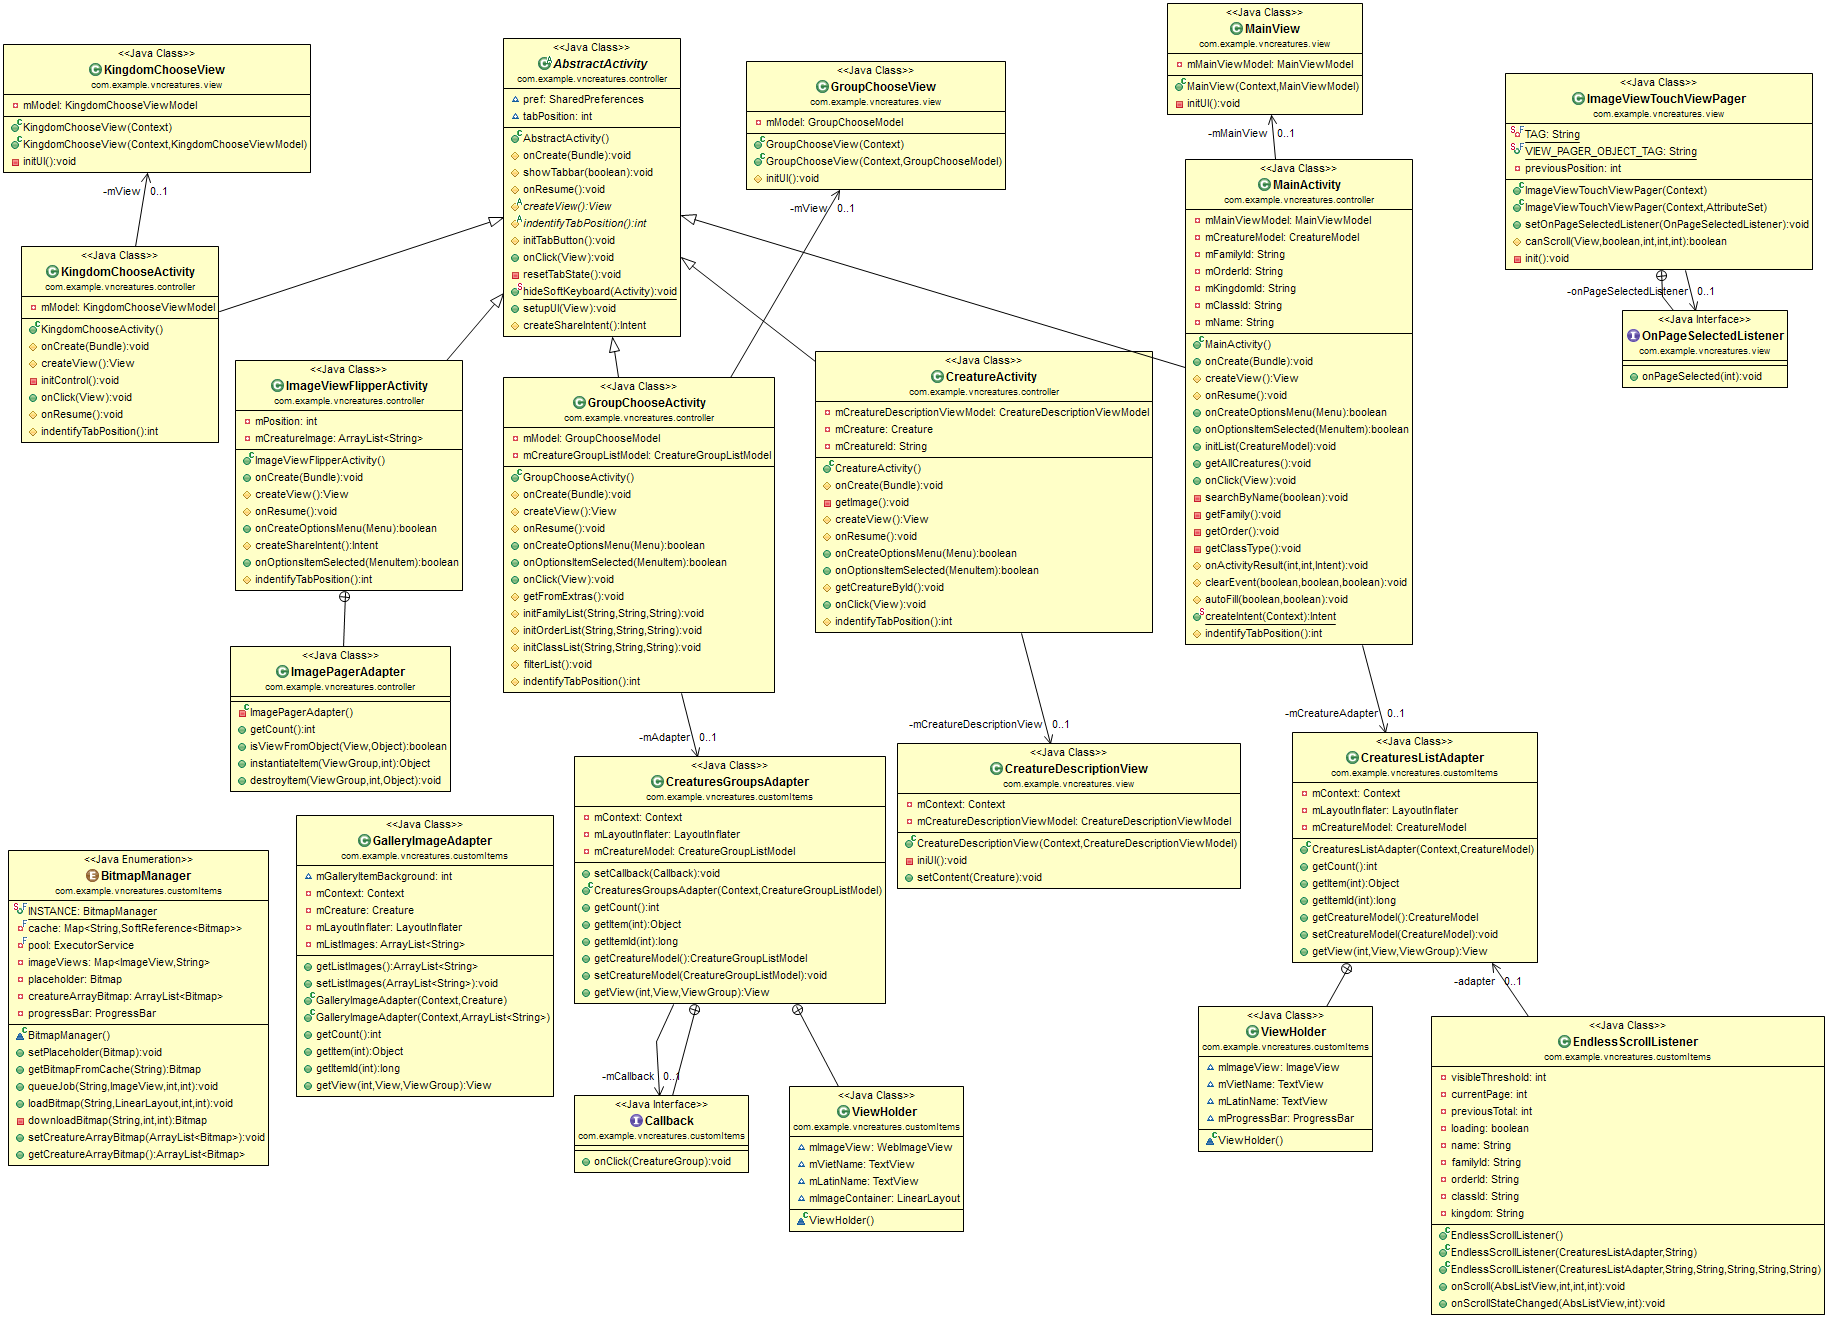 <<Java Class>>
KingdomChooseView
com.example.vncreatures.view
mModel: KingdomChooseViewModel
KingdomChooseView(Context)
KingdomChooseView(Context,KingdomChooseViewModel)
initUI():void
-mView 0..1
<<Java Class>>
KingdomChooseActivity
com.example.vncreatures.controller
mModel: KingdomChooseViewModel
KingdomChooseActivity()
onCreate(Bundle):void
createView():View
initControl():void
onClick(View):void
onResume():void
indentifyTabPosition():int
<<Java Class>>
AbstractActivity
com.example.vncreatures.controller
pref: SharedPreferences
tabPosition: int
AbstractActivity()
onCreate(Bundle):void
showTabbar(boolean):void
onResume():void
createView():View
indentifyTabPosition():int
initTabButton():void
onClick(View):void
resetTabState():void
hideSoftKeyboard(Activity):void
setupUI(View):void
createShareIntent():Intent
<<Java Class>>
GroupChooseView
com.example.vncreatures.view
mModel: GroupChooseModel
GroupChooseView(Context)
GroupChooseView(Context,GroupChooseModel)
initUI():void
-mView 0..1
<<Java Class>>
MainView
com.example.vncreatures.view
mMainViewModel: MainViewModel
MainView(Context,MainViewModel)
initUI():void
-mMainView 0..1
<<Java Class>>
MainActivity
com.example.vncreatures.controller
mMainViewModel: MainViewModel
mCreatureModel: CreatureModel
mFamilyId: String
mOrderId: String
mKingdomId: String
mClassId: String
mName: String
MainActivity()
onCreate(Bundle):void
createView():View
onResume():void
onCreateOptionsMenu(Menu):boolean
onOptionsItemSelected(MenuItem):boolean
initList(CreatureModel):void
getAllCreatures():void
onClick(View):void
searchByName(boolean):void
getFamily():void
getOrder():void
getClassType():void
onActivityResult(int,int,Intent):void
clearEvent(boolean,boolean,boolean):void
autoFill(boolean,boolean):void
createIntent(Context):Intent
indentifyTabPosition():int
<<Java Class>>
ImageViewTouchViewPager
com.example.vncreatures.view
TAG: String
VIEW_PAGER_OBJECT_TAG: String
previousPosition: int
ImageViewTouchViewPager(Context)
ImageViewTouchViewPager(Context,AttributeSet)
setOnPageSelectedListener(OnPageSelectedListener):void
canScroll(View,boolean,int,int,int):boolean
init():void
-onPageSelectedListener 0..1
<<Java Interface>>
OnPageSelectedListener
com.example.vncreatures.view
onPageSelected(int):void
<<Java Class>>
ImageViewFlipperActivity
com.example.vncreatures.controller
mPosition: int
mCreatureImage: ArrayList<String>
ImageViewFlipperActivity()
onCreate(Bundle):void
createView():View
onResume():void
onCreateOptionsMenu(Menu):boolean
createShareIntent():Intent
onOptionsItemSelected(MenuItem):boolean
indentifyTabPosition():int
<<Java Class>>
GroupChooseActivity
com.example.vncreatures.controller
mModel: GroupChooseModel
mCreatureGroupListModel: CreatureGroupListModel
GroupChooseActivity()
onCreate(Bundle):void
createView():View
onResume():void
onCreateOptionsMenu(Menu):boolean
onOptionsItemSelected(MenuItem):boolean
onClick(View):void
getFromExtras():void
initFamilyList(String,String,String):void
initOrderList(String,String,String):void
initClassList(String,String,String):void
filterList():void
indentifyTabPosition():int
-mAdapter 0..1
<<Java Class>>
CreatureActivity
com.example.vncreatures.controller
mCreatureDescriptionViewModel: CreatureDescriptionViewModel
mCreature: Creature
mCreatureId: String
CreatureActivity()
onCreate(Bundle):void
getImage():void
createView():View
onResume():void
onCreateOptionsMenu(Menu):boolean
onOptionsItemSelected(MenuItem):boolean
getCreatureById():void
onClick(View):void
indentifyTabPosition():int
-mCreatureDescriptionView 0..1
-mCreatureAdapter 0..1
<<Java Class>>
ImagePagerAdapter
com.example.vncreatures.controller
ImagePagerAdapter()
getCount():int
isViewFromObject(View,Object):boolean
instantiateItem(ViewGroup,int):Object
destroyItem(ViewGroup,int,Object):void
<<Java Class>>
CreaturesGroupsAdapter
com.example.vncreatures.customItems
mContext: Context
mLayoutInflater: LayoutInflater
mCreatureModel: CreatureGroupListModel
setCallback(Callback):void
CreaturesGroupsAdapter(Context,CreatureGroupListModel)
getCount():int
getItem(int):Object
getItemId(int):long
getCreatureModel():CreatureGroupListModel
setCreatureModel(CreatureGroupListModel):void
getView(int,View,ViewGroup):View
-mCallback 0..1
<<Java Class>>
CreatureDescriptionView
com.example.vncreatures.view
mContext: Context
mCreatureDescriptionViewModel: CreatureDescriptionViewModel
CreatureDescriptionView(Context,CreatureDescriptionViewModel)
iniUI():void
setContent(Creature):void
<<Java Class>>
CreaturesListAdapter
com.example.vncreatures.customItems
mContext: Context
mLayoutInflater: LayoutInflater
mCreatureModel: CreatureModel
CreaturesListAdapter(Context,CreatureModel)
getCount():int
getItem(int):Object
getItemId(int):long
getCreatureModel():CreatureModel
setCreatureModel(CreatureModel):void
getView(int,View,ViewGroup):View
-adapter 0..1
<<Java Enumeration>>
BitmapManager
com.example.vncreatures.customItems
INSTANCE: BitmapManager
cache: Map<String,SoftReference<Bitmap>>
pool: ExecutorService
imageViews: Map<ImageView,String>
placeholder: Bitmap
creatureArrayBitmap: ArrayList<Bitmap>
progressBar: ProgressBar
BitmapManager()
setPlaceholder(Bitmap):void
getBitmapFromCache(String):Bitmap
queueJob(String,ImageView,int,int):void
loadBitmap(String,LinearLayout,int,int):void
downloadBitmap(String,int,int):Bitmap
setCreatureArrayBitmap(ArrayList<Bitmap>):void
getCreatureArrayBitmap():ArrayList<Bitmap>
<<Java Class>>
GalleryImageAdapter
com.example.vncreatures.customItems
mGalleryItemBackground: int
mContext: Context
mCreature: Creature
mLayoutInflater: LayoutInflater
mListImages: ArrayList<String>
getListImages():ArrayList<String>
setListImages(ArrayList<String>):void
GalleryImageAdapter(Context,Creature)
GalleryImageAdapter(Context,ArrayList<String>)
getCount():int
getItem(int):Object
getItemId(int):long
getView(int,View,ViewGroup):View
<<Java Interface>>
Callback
com.example.vncreatures.customItems
onClick(CreatureGroup):void
<<Java Class>>
ViewHolder
com.example.vncreatures.customItems
mImageView: WebImageView
mVietName: TextView
mLatinName: TextView
mImageContainer: LinearLayout
ViewHolder()
<<Java Class>>
ViewHolder
com.example.vncreatures.customItems
mImageView: ImageView
mVietName: TextView
mLatinName: TextView
mProgressBar: ProgressBar
ViewHolder()
<<Java Class>>
EndlessScrollListener
com.example.vncreatures.customItems
visibleThreshold: int
currentPage: int
previousTotal: int
loading: boolean
name: String
familyId: String
orderId: String
classId: String
kingdom: String
EndlessScrollListener()
EndlessScrollListener(CreaturesListAdapter,String)
EndlessScrollListener(CreaturesListAdapter,String,String,String,String,String)
onScroll(AbsListView,int,int,int):void
onScrollStateChanged(AbsListView,int):void